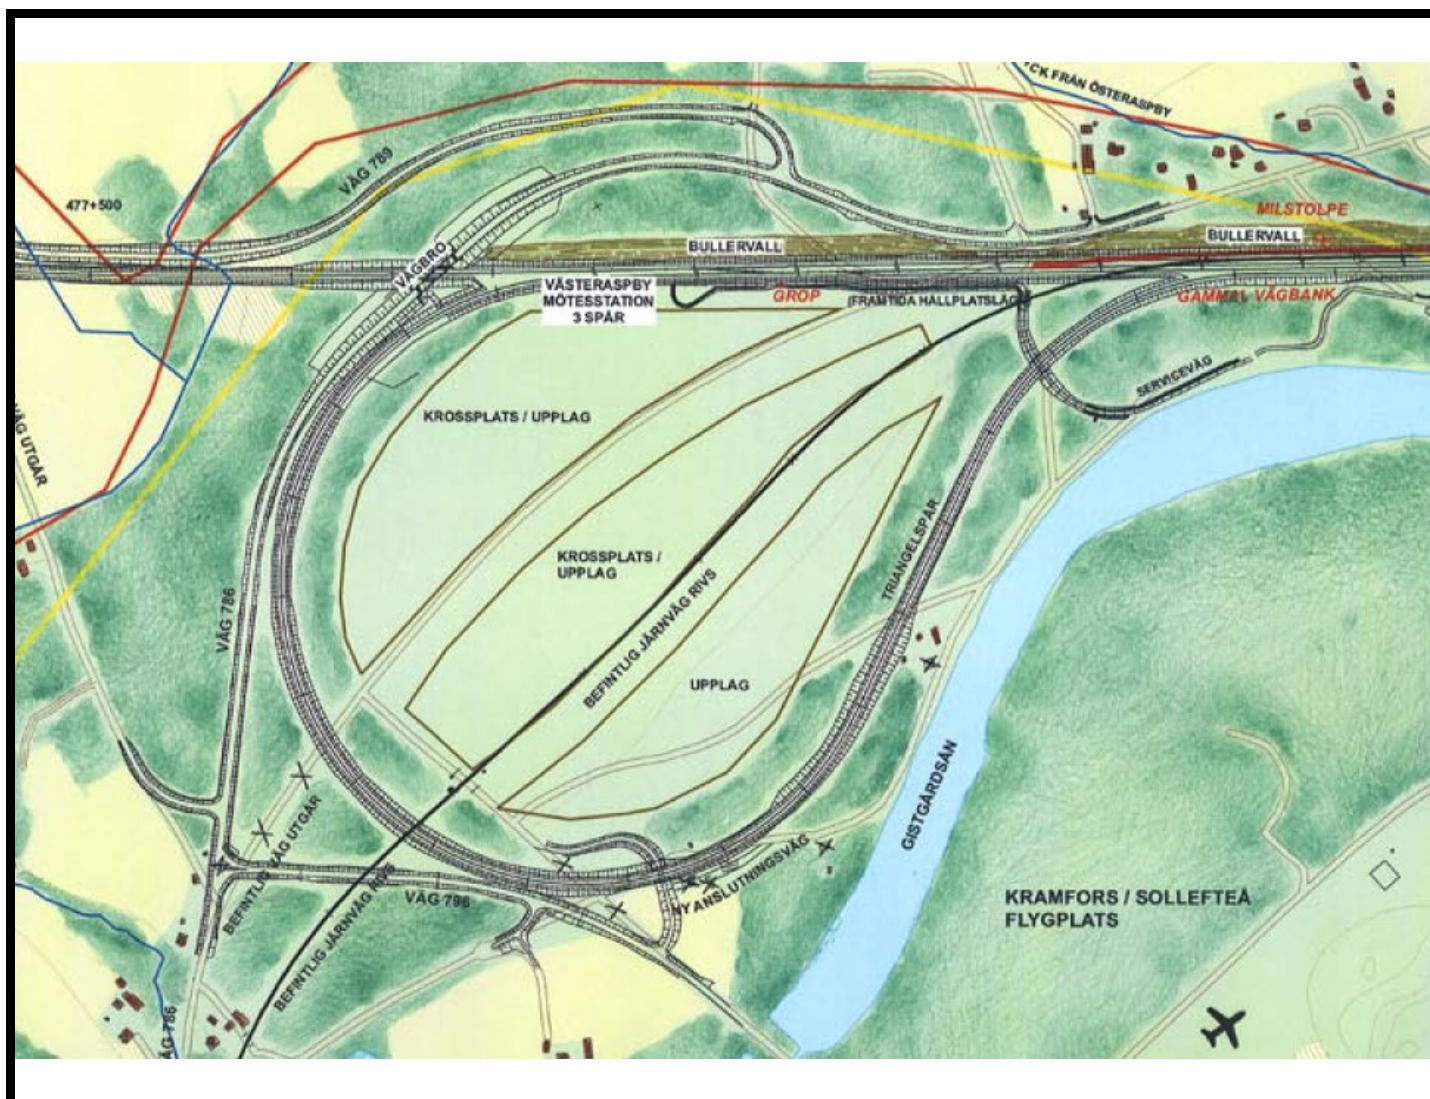 CK FRÅN ÖSTERASPBY
VÄG 789
477+500
MILSTOLPE
BULLERVALL
BULLERVALL
VÄGBRO
VÄSTERASPBY
MÖTESSTATION
3 SPÅR
GROP
(FRAMTIDA HÅLLPLATSLÄG
GAMMAL VÄGBANK
SERVICEVÄG
KROSSPLATS / UPPLAG
VÄG UTGÅR
TRIANGELSPÅR
KROSSPLATS /
UPPLAG
BEFINTLIG JÄRNVÄG RIVS
VÄG 786
UPPLAG
GISTGÅRDSÅN
BEFINTLIG VÄG UTGÅR
NY ANSLUTNINGSVÄG
VÄG 796
BEFINTLIG JÄRNVÄG RIVS
KRAMFORS / SOLLEFTEÅ
FLYGPLATS
VÄG 786